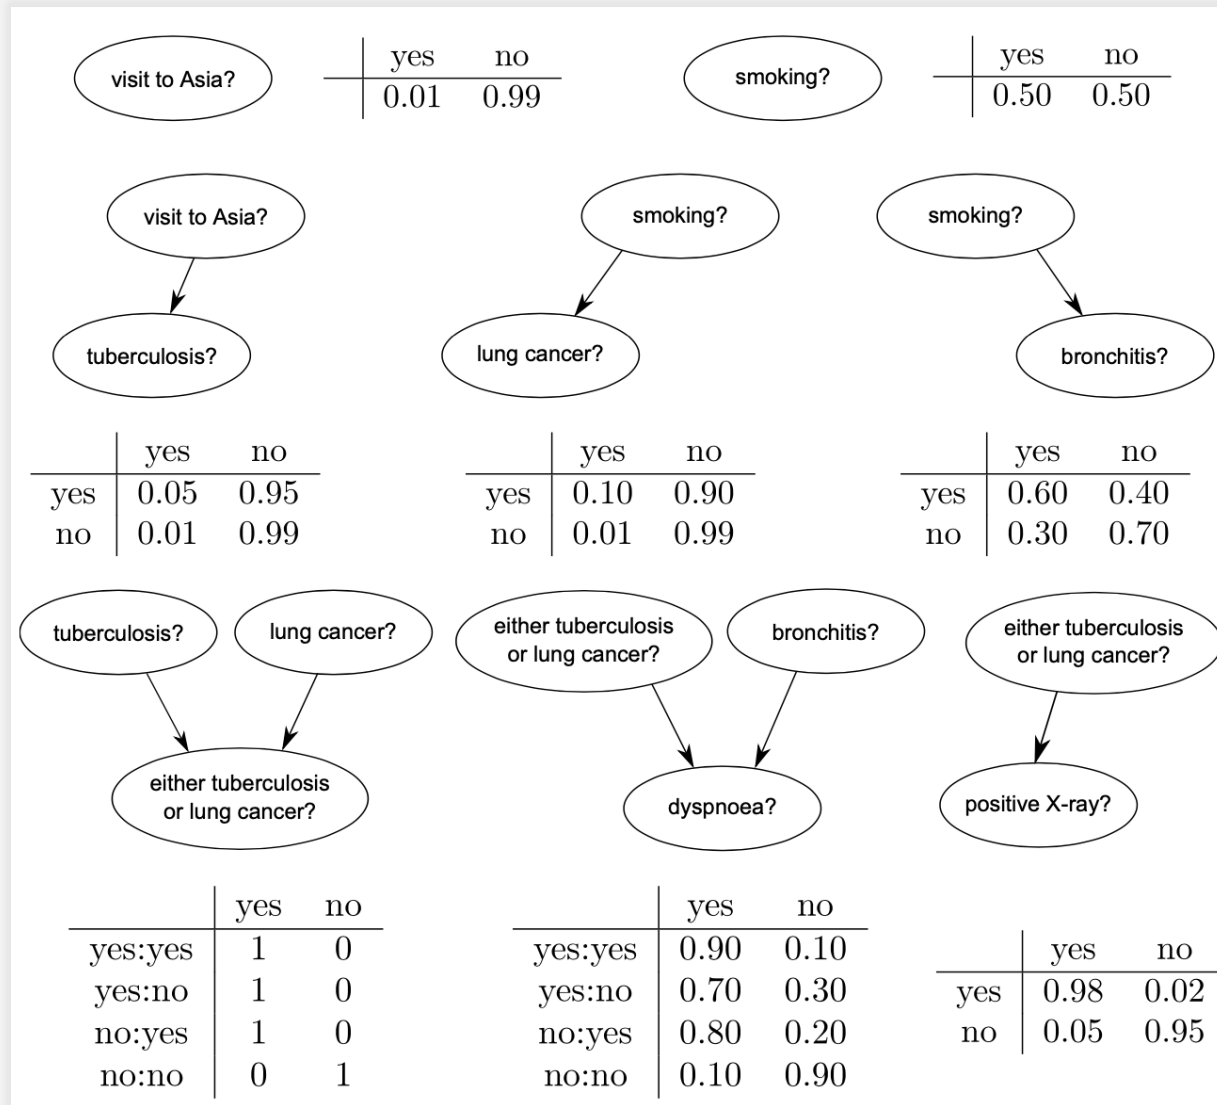 visit to Asia?
yes no
0.01 0.99
smoking?
yes no
0.50 0.50
visit to Asia?
tuberculosis?
yes no
yes 0.05 0.95
no 0.01 0.99
smoking?
lung cancer?
yes no
yes 0.10 0.90
no 0.01 0.99
smoking?
bronchitis?
yes no
yes 0.60 0.40
no 0.30 0.70
tuberculosis?
lung cancer?
either tuberculosis
or lung cancer?
yes no
yes:yes 1 0
yes:no 1 0
no:yes 1 0
no:no 0 1
either tuberculosis
or lung cancer?
bronchitis?
dyspnoea?
yes no
yes:yes 0.90 0.10
yes:no 0.70 0.30
no:yes 0.80 0.20
no:no 0.10 0.90
either tuberculosis
or lung cancer?
positive X-ray?
yes no
yes 0.98 0.02
no 0.05 0.95